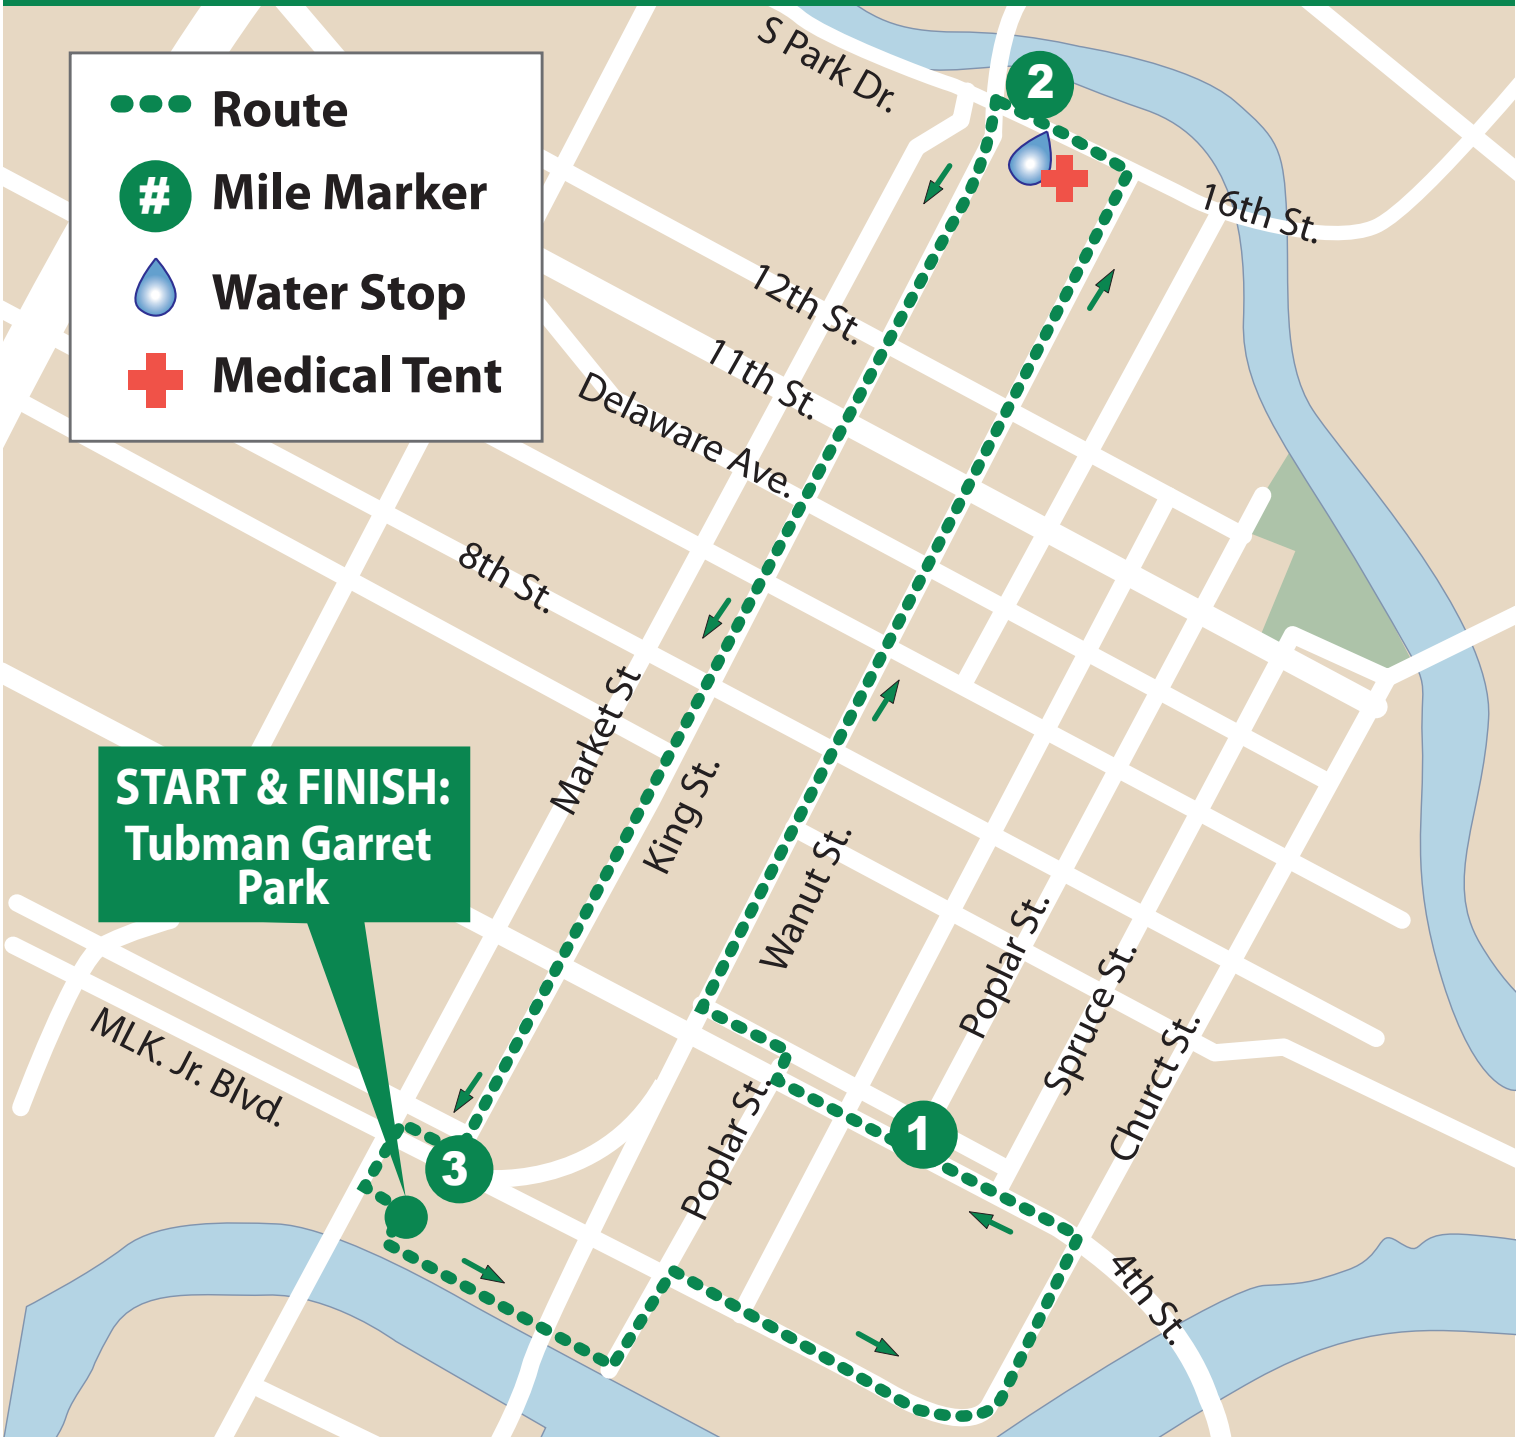 Route
#
Mile Marker
Water Stop
Medical Tent
S Park Dr.
2
16th St.
12th St.
11th St.
Delaware Ave.
8th St.
Market St
King St.
Wanut St.
START & FINISH:
Tubman Garret
Park
Poplar St.
Spruce St.
Churct St.
MLK. Jr. Blvd.
Poplar St.
1
3
4th St.